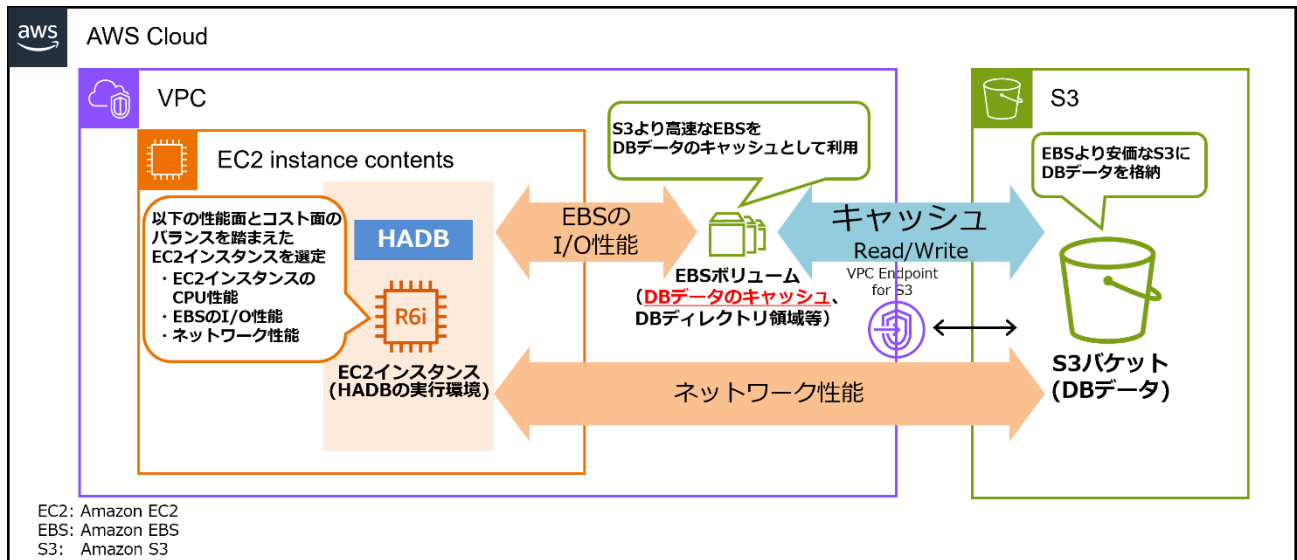 aws
AWS Cloud
VPC
S3
EC2 instance contents
S3より高速なEBSを
DBデータのキャッシュとして利用
EBSより安価なS3に
DBデータを格納
以下の性能面とコスト面の
バランスを踏まえた
EC2インスタンスを選定
・EC2インスタンスの
CPU性能
・EBSのI/O性能
・ネットワーク性能
HADB
R6i
EC2インスタンス
(HADBの実行環境)
EBSの
I/O性能
EBSボリューム
（DBデータのキャッシュ、
DBディレクトリ領域等）
キャッシュ
Read/Write
VPC Endpoint
for S3
S3バケット
(DBデータ)
ネットワーク性能
EC2: Amazon EC2
EBS: Amazon EBS
S3: Amazon S3